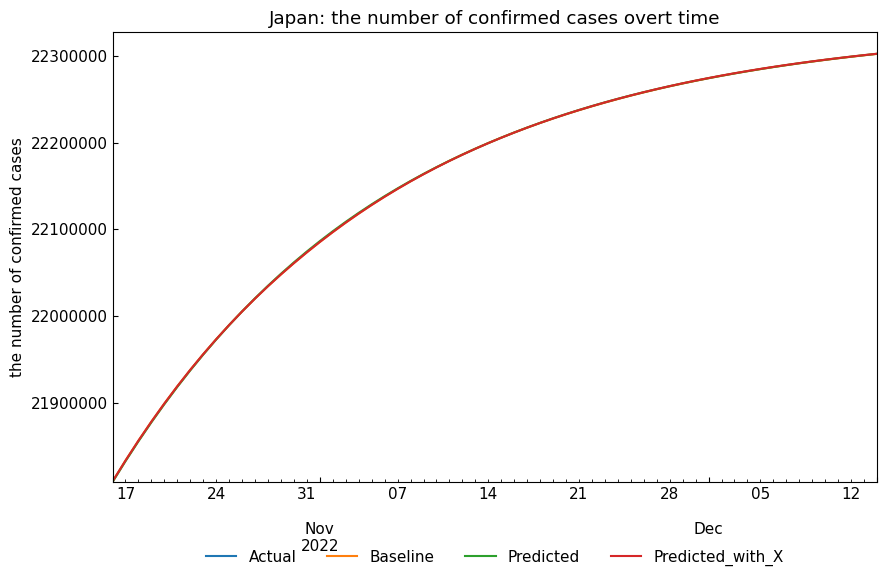 Japan: the number of confirmed cases overt time
the number of confirmed cases
22300000
22200000
22100000
22000000
21900000
17 24 31 07 14 21 28 05 12
Nov Dec
2022
Actual Baseline Predicted Predicted_with_X